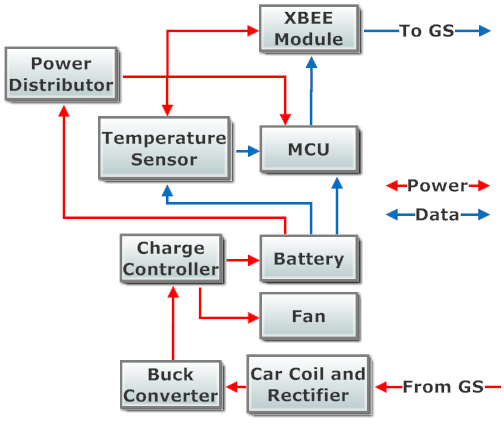 XBEE
Module
To GS
Power
Distributor
Temperature
Sensor
MCU
Power
Data
Charge
Controller
Battery
Fan
Buck
Converter
Car Coil and
Rectifier
From GS